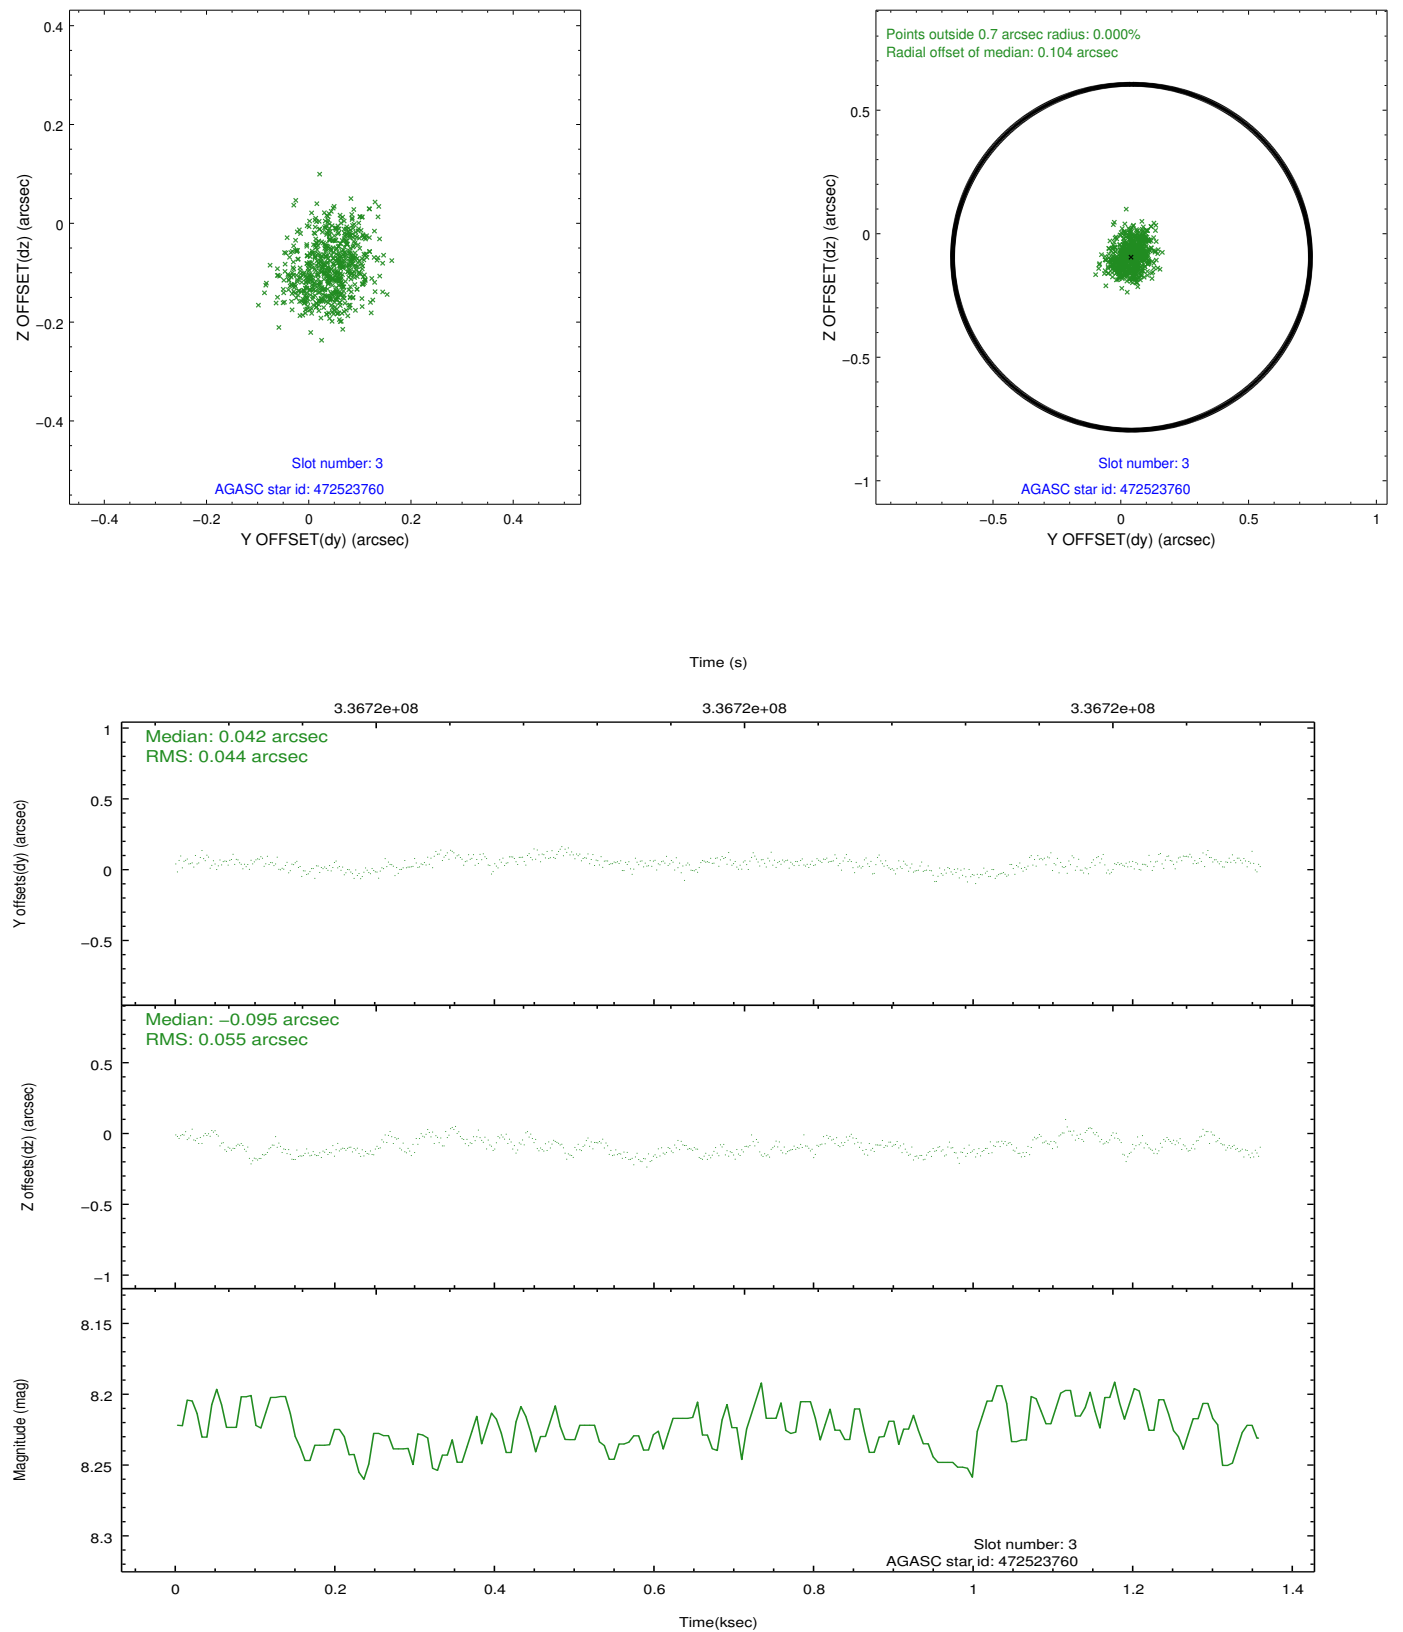 0.4
0.2
0
−0.2
−0.4
Z OFFSET(dz) (arcsec)
Slot number: 3
AGASC star id: 472523760
−0.4
−0.2
0
0.2
0.4
Y OFFSET(dy) (arcsec)
Points outside 0.7 arcsec radius: 0.000%
Radial offset of median: 0.104 arcsec
0.5
0
−0.5
−1
Z OFFSET(dz) (arcsec)
Slot number: 3
AGASC star id: 472523760
−0.5
0
0.5
1
Y OFFSET(dy) (arcsec)
Time (s)
3.3672e+08
3.3672e+08
3.3672e+08
Median: 0.042 arcsec
RMS: 0.044 arcsec
1
0.5
0
−0.5
Y offsets(dy) (arcsec)
Median: −0.095 arcsec
RMS: 0.055 arcsec
0.5
0
−0.5
−1
Z offsets(dz) (arcsec)
8.15
8.2
8.25
8.3
Magnitude (mag)
Slot number: 3
AGASC star id: 472523760
0
0.2
0.4
0.6
0.8
1
1.2
1.4
Time(ksec)